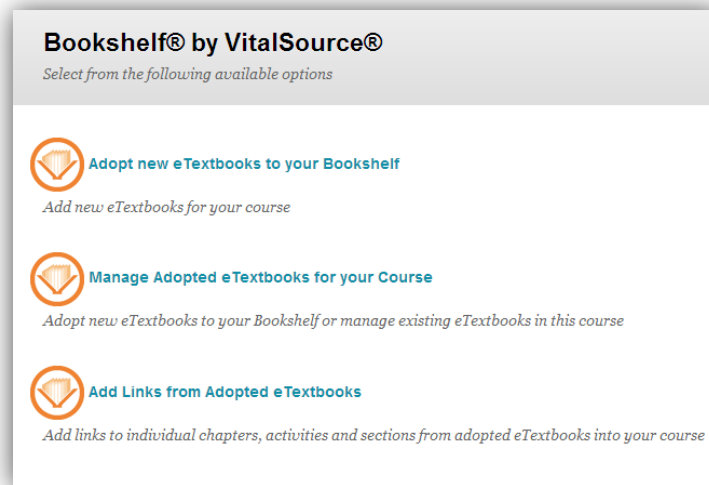 Bookshelf® by VitalSource®
Select from the following available options
Adopt new eTextbooks to your Bookshelf
Add new eTextbooks for your course
Manage Adopted eTextbooks for your Course
Adopt new eTextbooks to your Bookshelf or manage existing eTextbooks in this course
Add Links from Adopted eTextbooks
Add links to individual chapters, activities and sections from adopted eTextbooks into your course